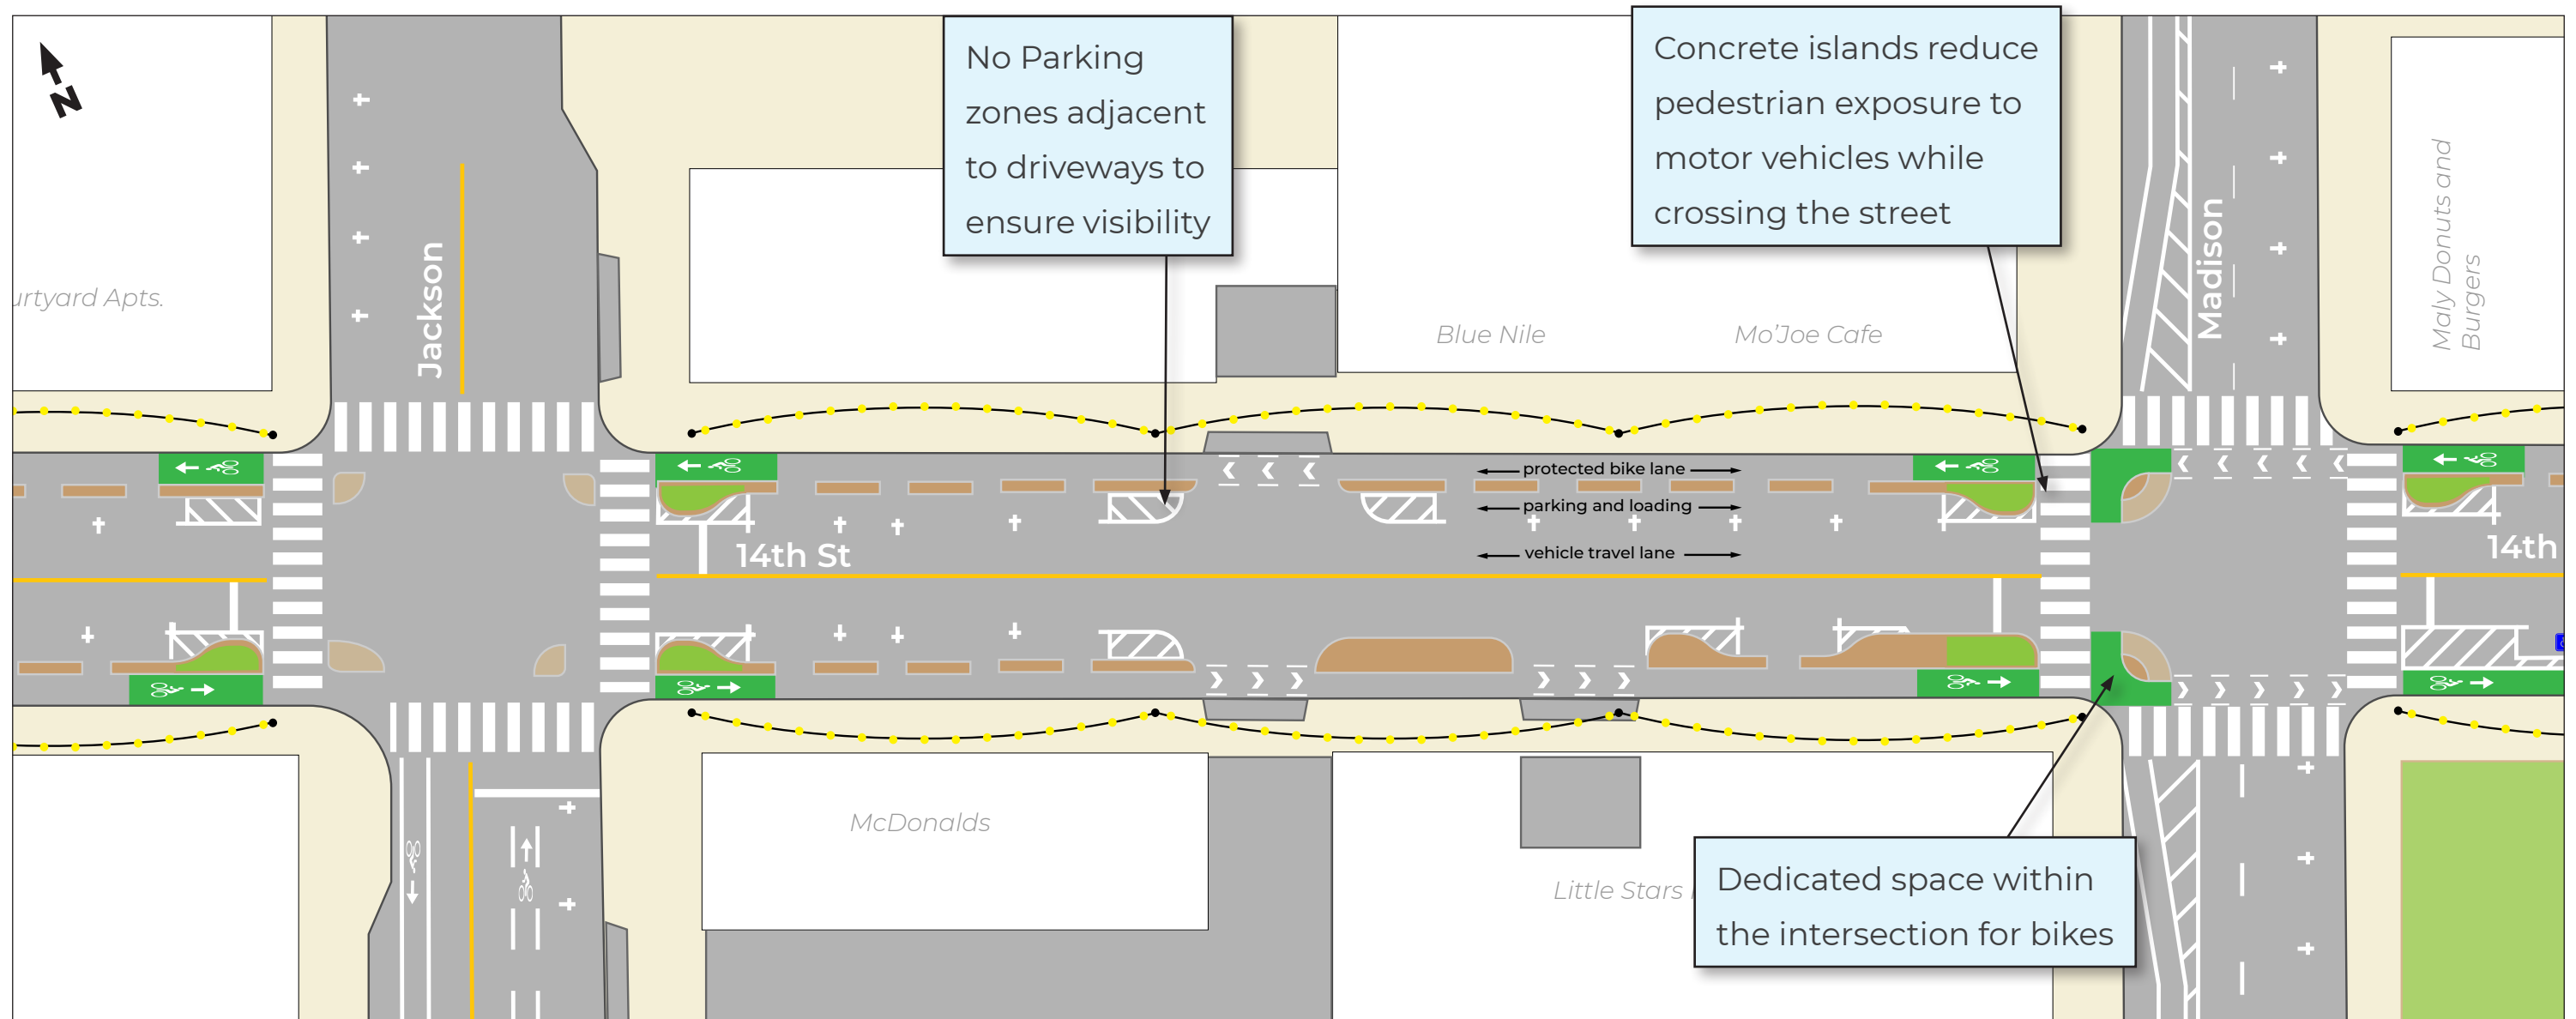 N
No Parking
zones adjacent
to driveways to
ensure visibility
Concrete islands reduce
pedestrian exposure to
motor vehicles while
crossing the street
Jackson
Madison
Maly Donuts and
Burgers
urtyard Apts.
Blue Nile
Mo'Joe Cafe
protected bike lane
parking and loading
14th St
vehicle travel lane
14th
McDonalds
Little Stars
Dedicated space within
the intersection for bikes